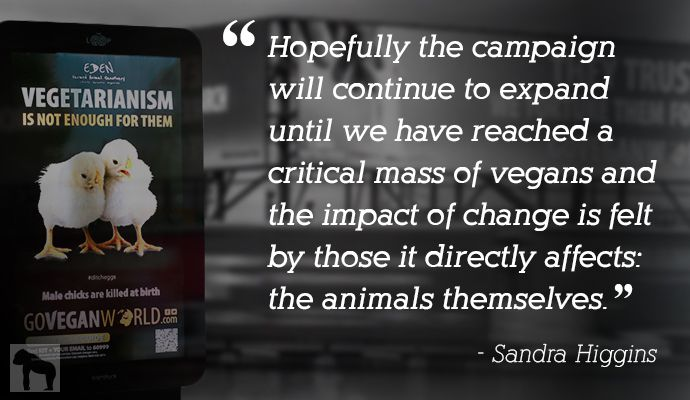 EDEN
VEGETARIANISM
IS NOT ENOUGH FOR THEM
#ditcheggs
Male chicks are killed at birth
GOVEGANWORLD.com
“ Hopefully the campaign
will continue to expand
until we have reached a
critical mass of vegans and
the impact of change is felt
by those it directly affects:
the animals themselves.”
- Sandra Higgins
TRUS